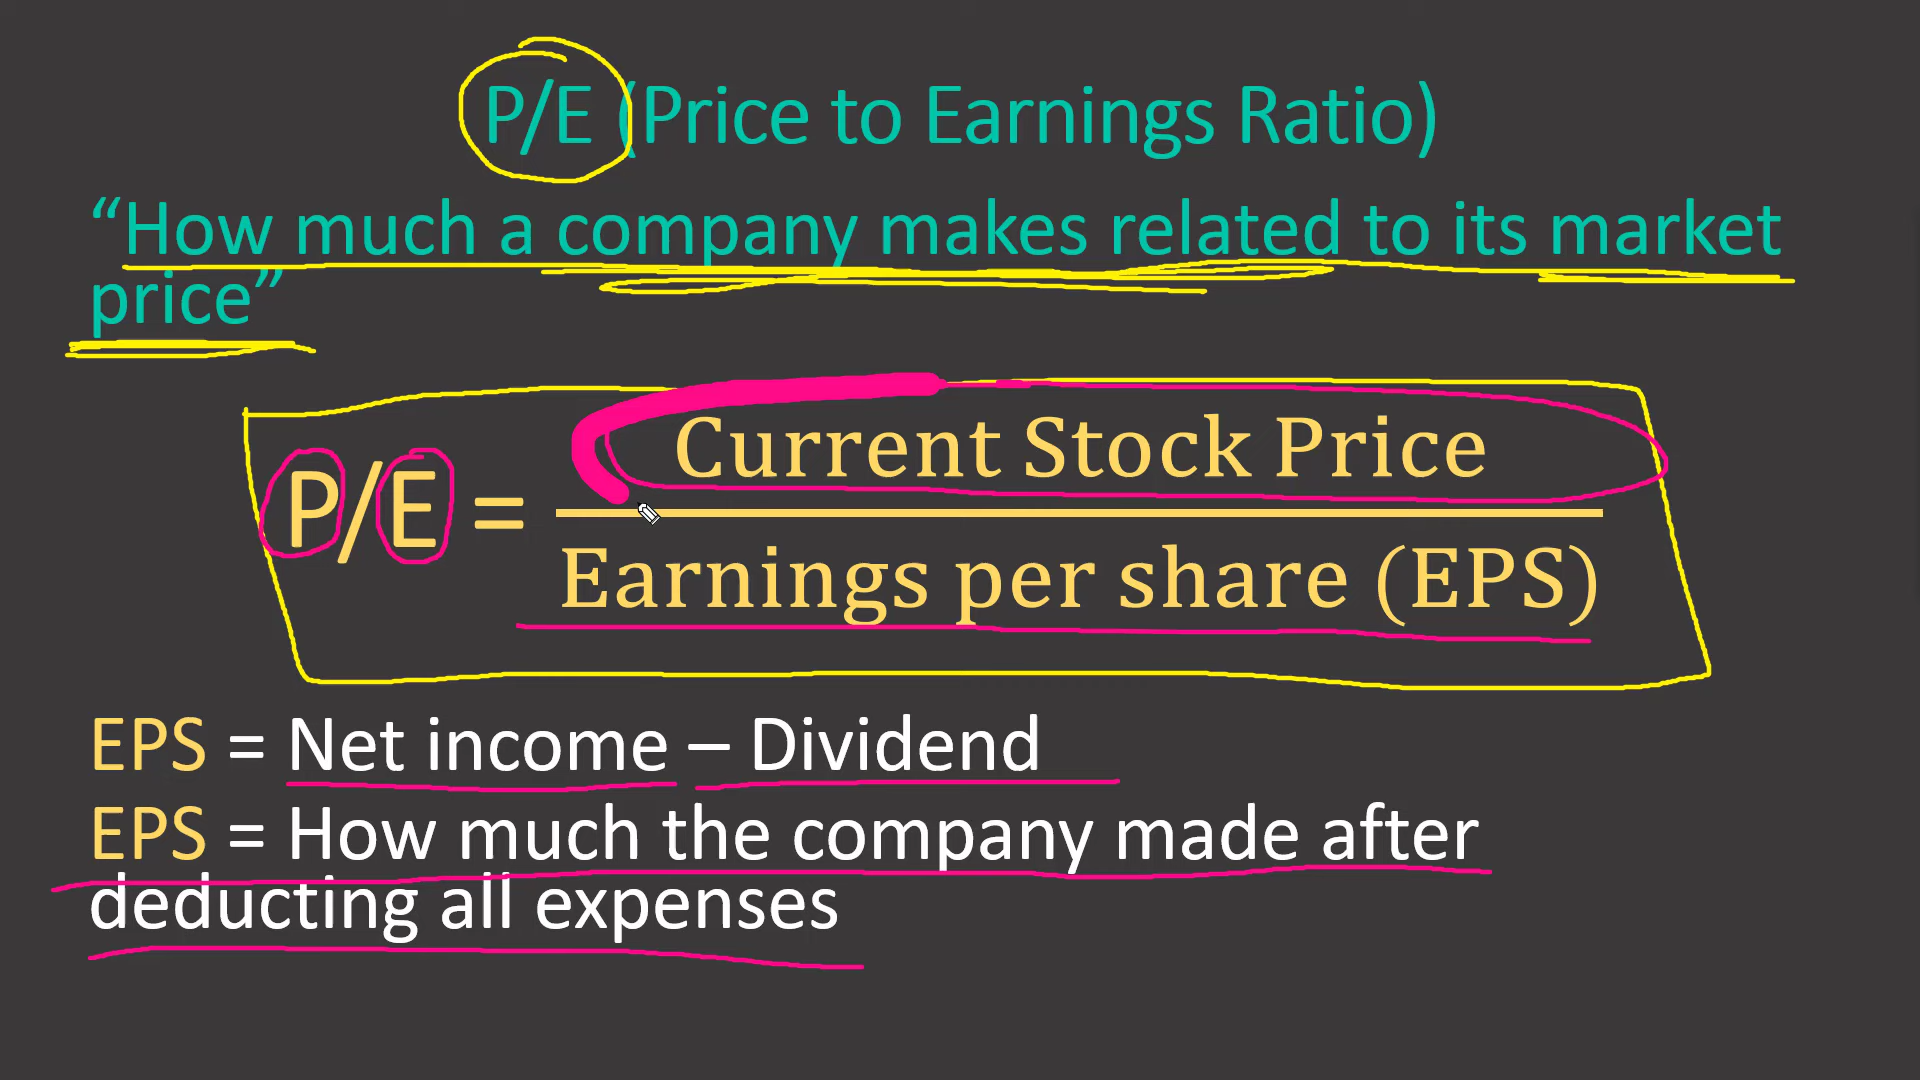 P/E (Price to Earnings Ratio)
“How much a company makes related to its market
price”
P/E = Current Stock Price
Earnings per share (EPS)
EPS = Net income – Dividend
EPS = How much the company made after
deducting all expenses